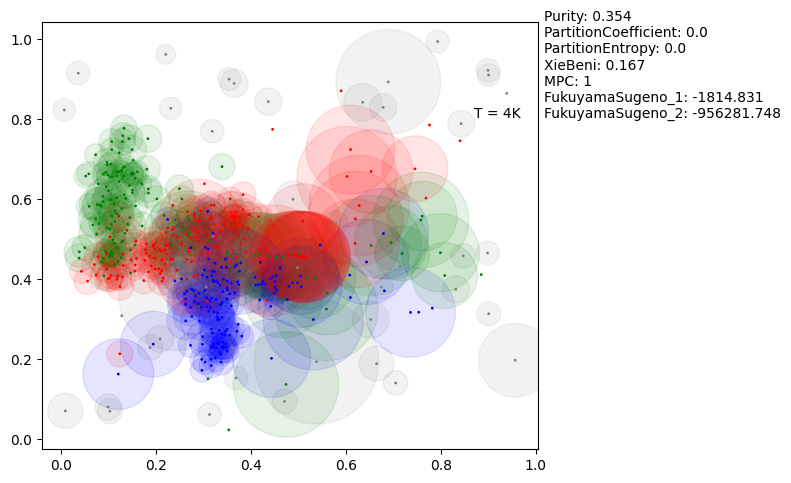 Purity: 0.354
PartitionCoefficient: 0.0
PartitionEntropy: 0.0
XieBeni: 0.167
MPC: 1
FukuyamaSugeno_1: -1814.831
FukuyamaSugeno_2: -956281.748
T = 4K
1.0
0.8
0.6
0.4
0.2
0.0
0.0 0.2 0.4 0.6 0.8 1.0